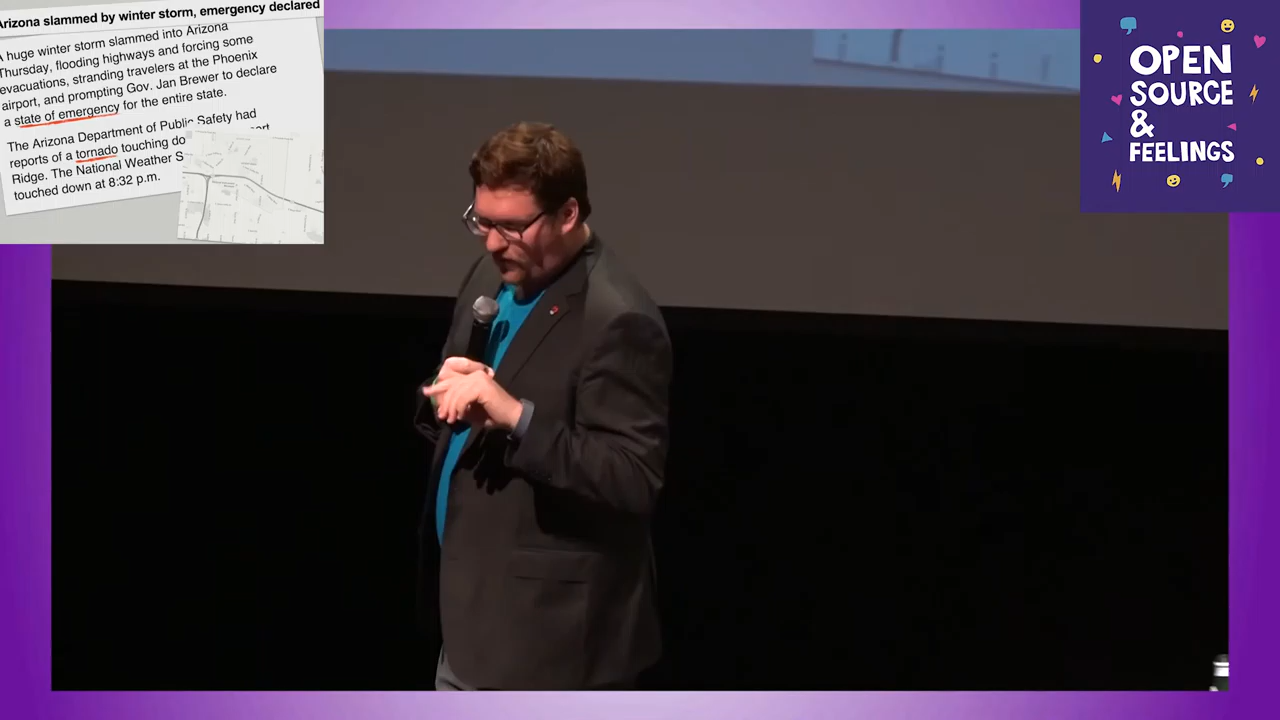 Arizona slammed by winter storm, emergency declared
A huge winter storm slammed into Arizona
Thursday, flooding highways and forcing some
evacuations, stranding travelers at the Phoenix
airport, and prompting Gov. Jan Brewer to declare
a state of emergency for the entire state.
The Arizona Department of Public Safety had
reports of a tornado touching do
Ridge. The National Weather S
touched down at 8:32 p.m.
OPEN
SOURCE
&
FEELINGS